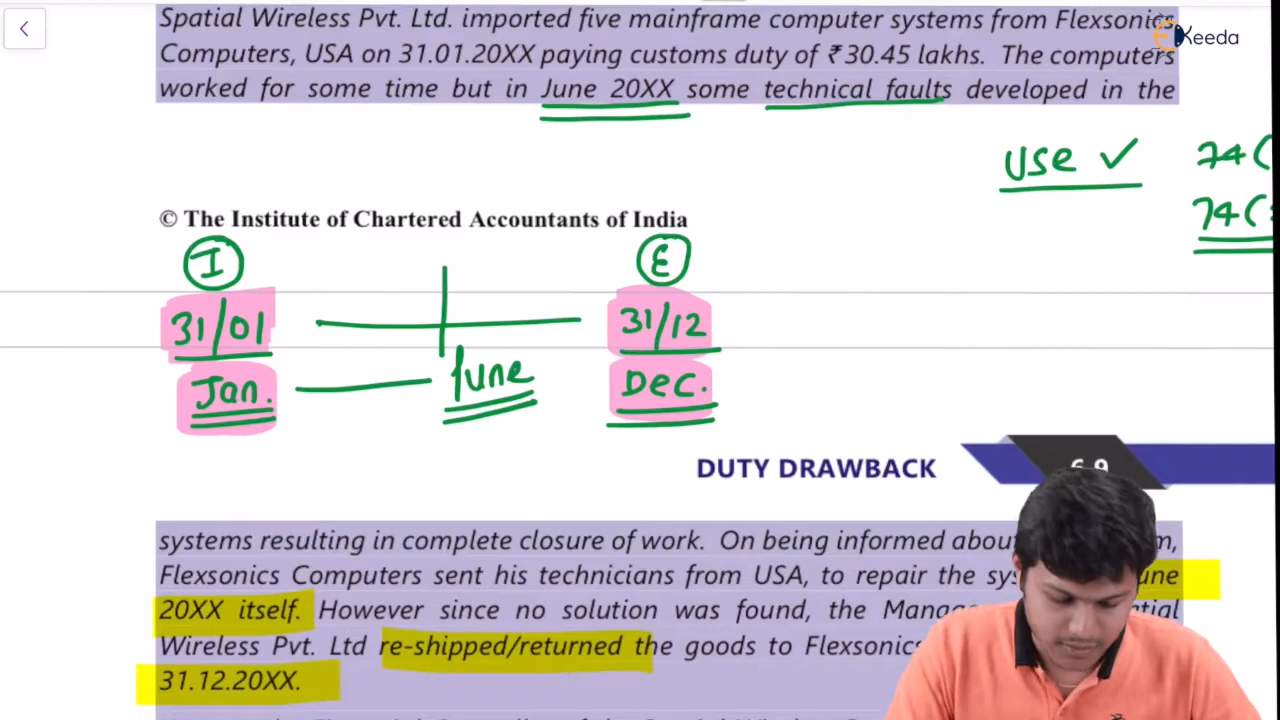 Spatial Wireless Pvt. Ltd. imported five mainframe computer systems from Flexsonics
Computers, USA on 31.01.20XX paying customs duty of ₹30.45 lakhs. The computers
worked for some time but in June 20XX some technical faults developed in the
Keeda
use ✓ 74(
74(
© The Institute of Chartered Accountants of India
I E
31/01 31/12
Jan. June Dec.
DUTY DRAWBACK 6.9
systems resulting in complete closure of work. On being informed
Flexsonics Computers sent his technicians from USA, to repair the
20XX itself. However since no solution was found, the
Wireless Pvt. Ltd re-shipped/returned the goods to
31.12.20XX.